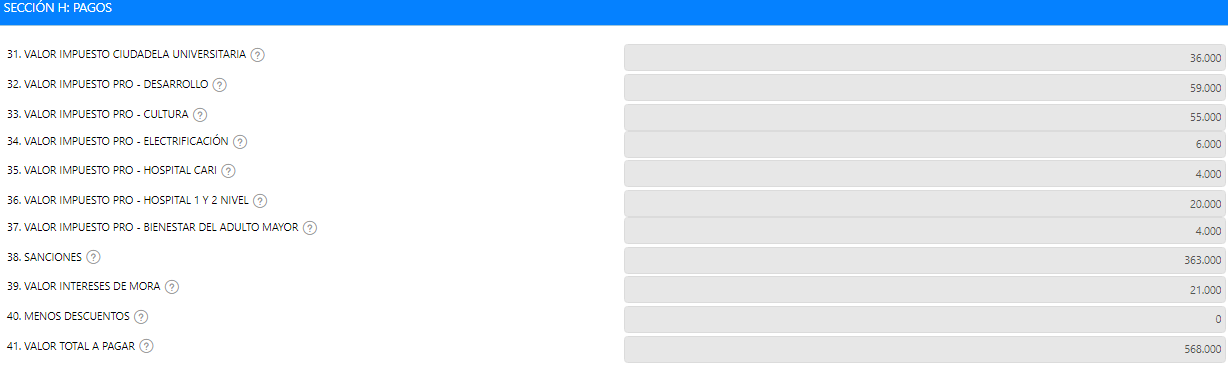 SECCIÓN H: PAGOS
31. VALOR IMPUESTO CIUDADELA UNIVERSITARIA ? 36.000
32. VALOR IMPUESTO PRO - DESARROLLO ? 59.000
33. VALOR IMPUESTO PRO - CULTURA ? 55.000
34. VALOR IMPUESTO PRO - ELECTRIFICACIÓN ? 6.000
35. VALOR IMPUESTO PRO - HOSPITAL CARI ? 4.000
36. VALOR IMPUESTO PRO - HOSPITAL 1 Y 2 NIVEL ? 20.000
37. VALOR IMPUESTO PRO - BIENESTAR DEL ADULTO MAYOR ? 4.000
38. SANCIONES ? 363.000
39. VALOR INTERESES DE MORA ? 21.000
40. MENOS DESCUENTOS ? 0
41. VALOR TOTAL A PAGAR ? 568.000